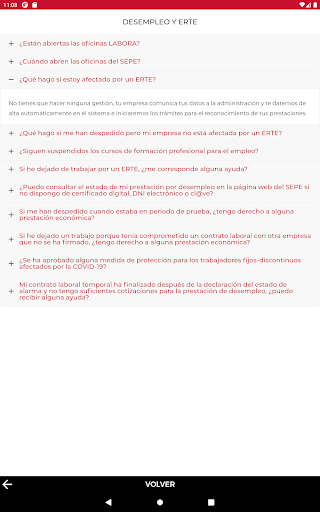 11:08
DESEMPLEO Y ERTE
+ ¿Están abiertas las oficinas LABORA?
+ ¿Cuándo abren las oficinas del SEPE?
— ¿Qué hago si estoy afectado por un ERTE?
No tienes que hacer ninguna gestión, tu empresa comunica tus datos a la administración y te daremos de
alta automáticamente en el sistema e iniciaremos los trámites para el reconocimiento de tus prestaciones.
+ ¿Qué hago si me han despedido pero mi empresa no está afectada por un ERTE?
+ ¿Siguen suspendidos los cursos de formación profesional para el empleo?
+ Si he dejado de trabajar por un ERTE, ¿me corresponde alguna ayuda?
+ ¿Puedo consultar el estado de mi prestación por desempleo en la página web del SEPE si
no dispongo de certificado digital, DNI electrónico o cl@ve?
+ Si me han despedido cuando estaba en periodo de prueba, ¿tengo derecho a alguna
prestación económica?
+ Si he dejado un trabajo porque tenía comprometido un contrato laboral con otra empresa
que no se ha firmado, ¿tengo derecho a alguna prestación económica?
+ ¿Se ha aprobado alguna medida de protección para los trabajadores fijos-discontinuos
afectados por la COVID-19?
+ Mi contrato laboral temporal ha finalizado después de la declaración del estado de
alarma y no tengo suficientes cotizaciones para la prestación de desempleo, ¿puedo
recibir alguna ayuda?
VOLVER